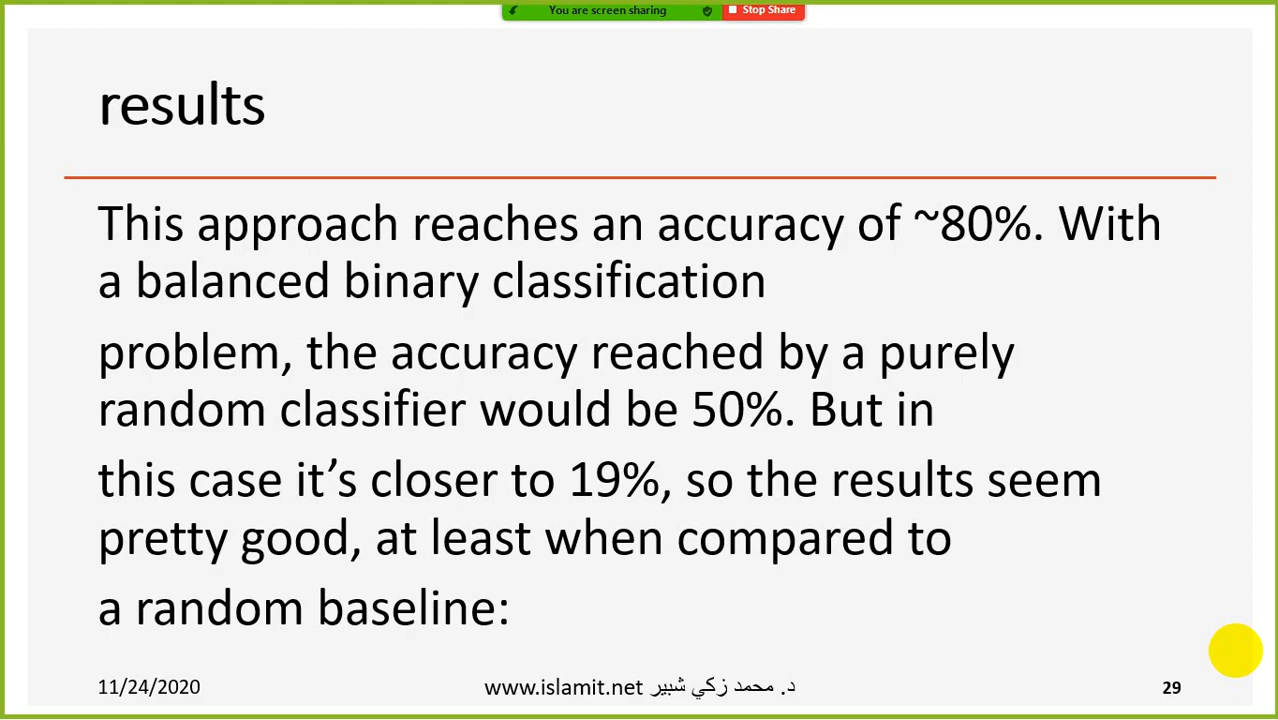 You are screen sharing Stop Share
results
This approach reaches an accuracy of ~80%. With
a balanced binary classification
problem, the accuracy reached by a purely
random classifier would be 50%. But in
this case it’s closer to 19%, so the results seem
pretty good, at least when compared to
a random baseline:
11/24/2020 www.islamit.net د. محمد زكي شبير 29